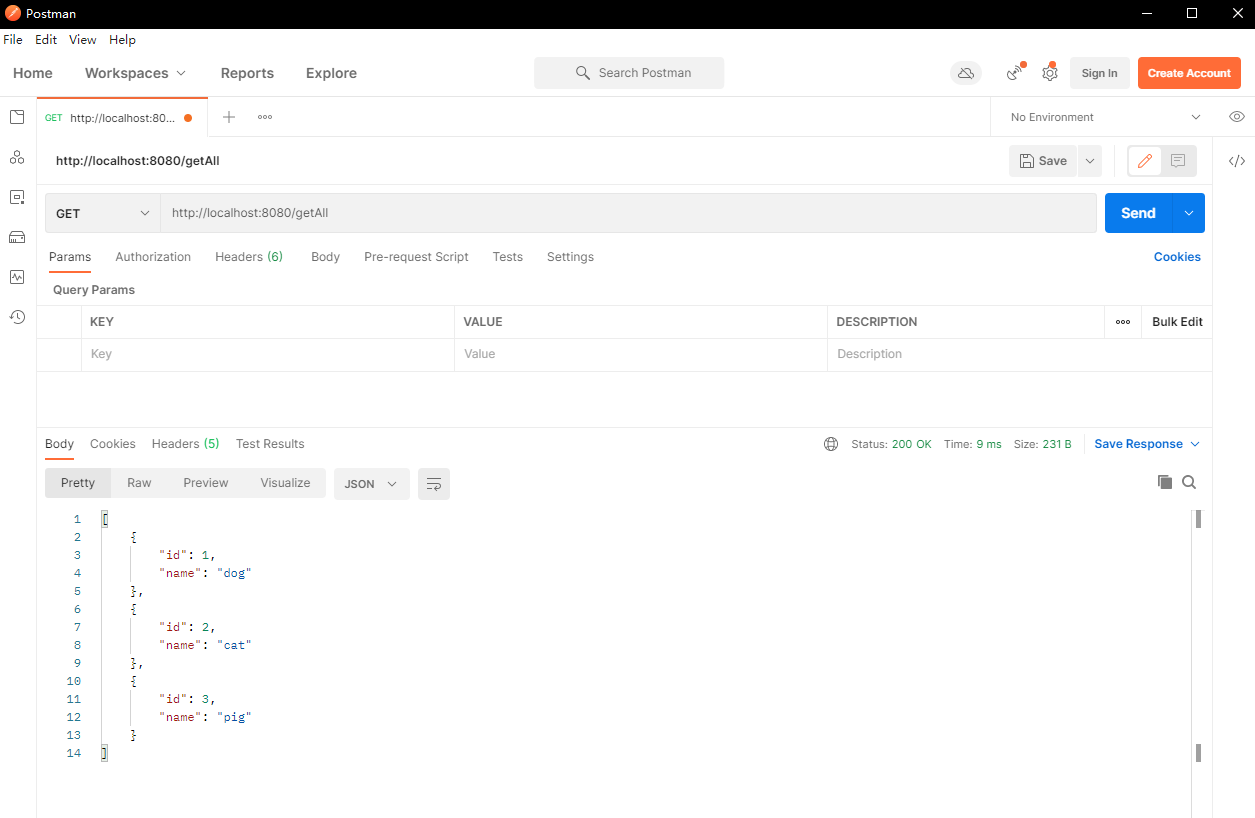 Postman
File Edit View Help
Home Workspaces Reports Explore Search Postman Sign In Create Account
GET http://localhost:80... No Environment
http://localhost:8080/getAll Save
GET http://localhost:8080/getAll Send
Params Authorization Headers (6) Body Pre-request Script Tests Settings Cookies
Query Params
KEY VALUE DESCRIPTION Bulk Edit
Key Value Description
Body Cookies Headers (5) Test Results Status: 200 OK Time: 9 ms Size: 231 B Save Response
Pretty Raw Preview Visualize JSON
1 [
2 {
3 "id": 1,
4 "name": "dog"
5 },
6 {
7 "id": 2,
8 "name": "cat"
9 },
10 {
11 "id": 3,
12 "name": "pig"
13 }
14 ]